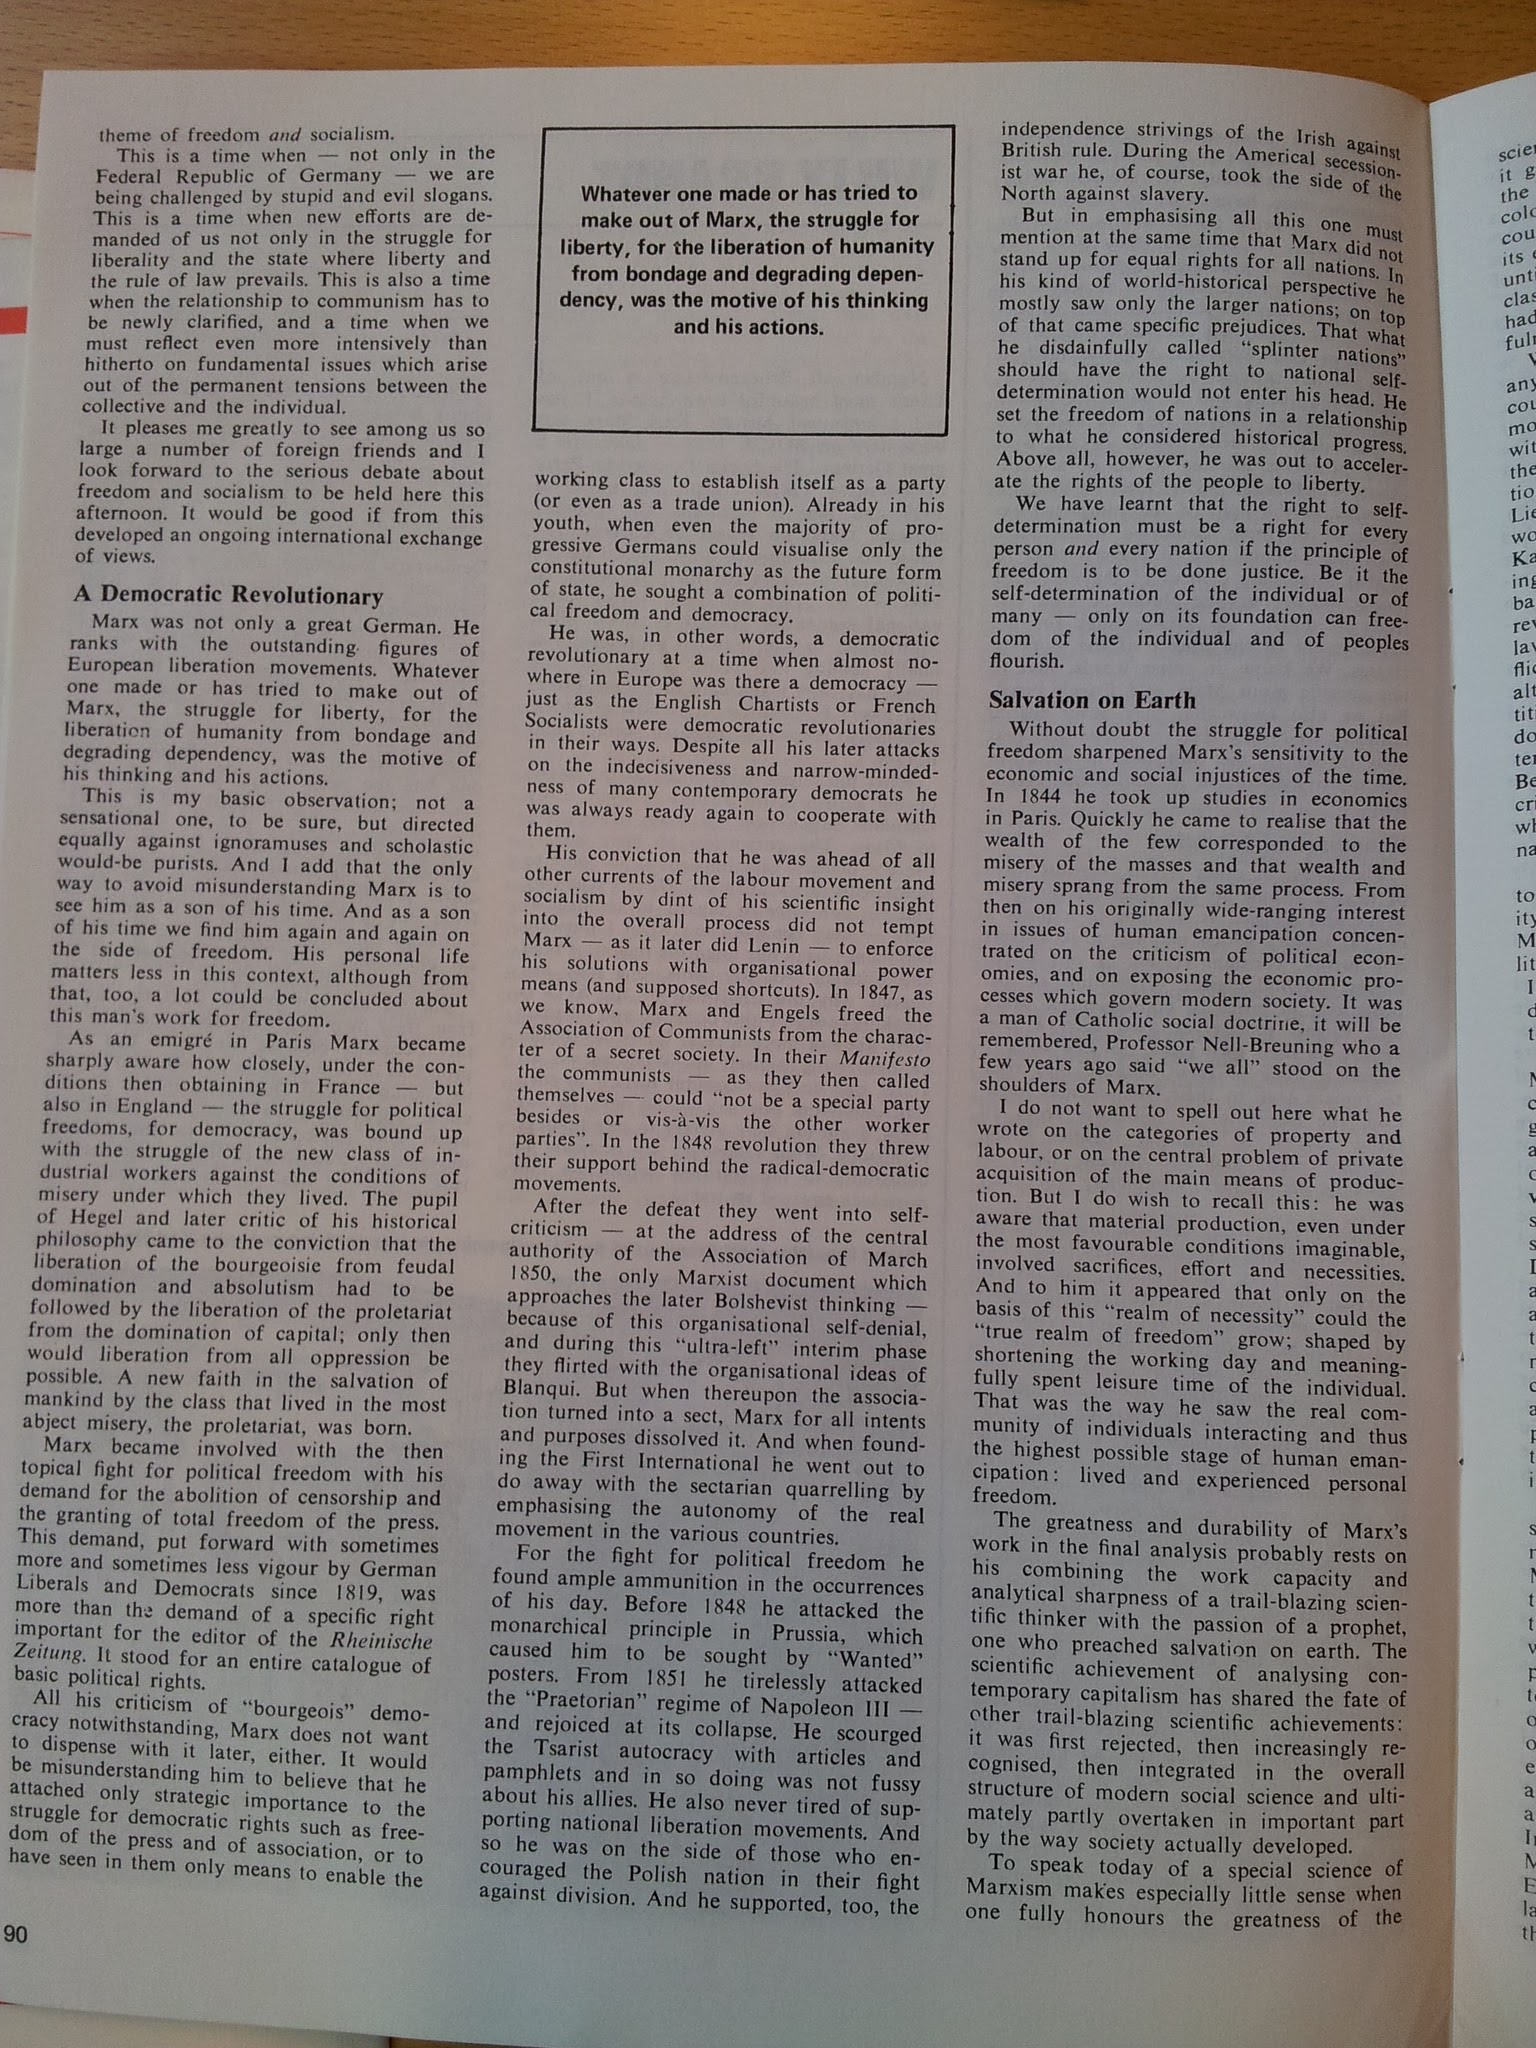 theme of freedom and socialism.
This is a time when — not only in the
Federal Republic of Germany — we are
being challenged by stupid and evil slogans.
This is a time when new efforts are de-
manded of us not only in the struggle for
liberality and the state where liberty and
the rule of law prevails. This is also a time
when the relationship to communism has to
be newly clarified, and a time when we
must reflect even more intensively than
hitherto on fundamental issues which arise
out of the permanent tensions between the
collective and the individual.
It pleases me greatly to see among us so
large a number of foreign friends and I
look forward to the serious debate about
freedom and socialism to be held here this
afternoon. It would be good if from this
developed an ongoing international exchange
of views.
A Democratic Revolutionary
Marx was not only a great German. He
ranks with the outstanding figures of
European liberation movements. Whatever
one made or has tried to make out of
Marx, the struggle for liberty, for the
liberation of humanity from bondage and
degrading dependency, was the motive of
his thinking and his actions.
This is my basic observation; not a
sensational one, to be sure, but directed
equally against ignoramuses and scholastic
would-be purists. And I add that the only
way to avoid misunderstanding Marx is to
see him as a son of his time. And as a son
of his time we find him again and again on
the side of freedom. His personal life
matters less in this context, although from
that, too, a lot could be concluded about
this man's work for freedom.
As an emigré in Paris Marx became
sharply aware how closely, under the con-
ditions then obtaining in France — but
also in England — the struggle for political
freedoms, for democracy, was bound up
with the struggle of the new class of in-
dustrial workers against the conditions of
misery under which they lived. The pupil
of Hegel and later critic of his historical
philosophy came to the conviction that the
liberation of the bourgeoisie from feudal
domination and absolutism had to be
followed by the liberation of the proletariat
from the domination of capital; only then
would liberation from all oppression be
possible. A new faith in the salvation of
mankind by the class that lived in the most
abject misery, the proletariat, was born.
Marx became involved with the then
topical fight for political freedom with his
demand for the abolition of censorship and
the granting of total freedom of the press.
This demand, put forward with sometimes
more and sometimes less vigour by German
Liberals and Democrats since 1819, was
more than the demand of a specific right
important for the editor of the Rheinische
Zeitung. It stood for an entire catalogue of
basic political rights.
All his criticism of “bourgeois” demo-
cracy notwithstanding, Marx does not want
to dispense with it later, either. It would
be misunderstanding him to believe that he
attached only strategic importance to the
struggle for democratic rights such as free-
dom of the press and of association, or to
have seen in them only means to enable the
90
Whatever one made or has tried to
make out of Marx, the struggle for
liberty, for the liberation of humanity
from bondage and degrading depen-
dency, was the motive of his thinking
and his actions.
working class to establish itself as a party
(or even as a trade union). Already in his
youth, when even the majority of pro-
gressive Germans could visualise only the
constitutional monarchy as the future form
of state, he sought a combination of politi-
cal freedom and democracy.
He was, in other words, a democratic
revolutionary at a time when almost no-
where in Europe was there a democracy —
just as the English Chartists or French
Socialists were democratic revolutionaries
in their ways. Despite all his later attacks
on the indecisiveness and narrow-minded-
ness of many contemporary democrats he
was always ready again to cooperate with
them.
His conviction that he was ahead of all
other currents of the labour movement and
socialism by dint of his scientific insight
into the overall process did not tempt
Marx — as it later did Lenin — to enforce
his solutions with organisational power
means (and supposed shortcuts). In 1847, as
we know, Marx and Engels freed the
Association of Communists from the charac-
ter of a secret society. In their Manifesto
the communists — as they then called
themselves — could “not be a special party
besides or vis-à-vis the other worker
parties”. In the 1848 revolution they threw
their support behind the radical-democratic
movements.
After the defeat they went into self-
criticism — at the address of the central
authority of the Association of March
1850, the only Marxist document which
approaches the later Bolshevist thinking —
because of this organisational self-denial,
and during this “ultra-left” interim phase
they flirted with the organisational ideas of
Blanqui. But when thereupon the associa-
tion turned into a sect, Marx for all intents
and purposes dissolved it. And when found-
ing the First International he went out to
do away with the sectarian quarrelling by
emphasising the autonomy of the real
movement in the various countries.
For the fight for political freedom he
found ample ammunition in the occurrences
of his day. Before 1848 he attacked the
monarchical principle in Prussia, which
caused him to be sought by “Wanted”
posters. From 1851 he tirelessly attacked
the “Praetorian” regime of Napoleon III —
and rejoiced at its collapse. He scourged
the Tsarist autocracy with articles and
pamphlets and in so doing was not fussy
about his allies. He also never tired of sup-
porting national liberation movements. And
so he was on the side of those who en-
couraged the Polish nation in their fight
against division. And he supported, too, the
independence strivings of the Irish against
British rule. During the Americal secession-
ist war he, of course, took the side of the
North against slavery.
But in emphasising all this one must
mention at the same time that Marx did not
stand up for equal rights for all nations. In
his kind of world-historical perspective he
mostly saw only the larger nations; on top
of that came specific prejudices. That what
he disdainfully called “splinter nations”
should have the right to national self-
determination would not enter his head. He
set the freedom of nations in a relationship
to what he considered historical progress.
Above all, however, he was out to acceler-
ate the rights of the people to liberty.
We have learnt that the right to self-
determination must be a right for every
person and every nation if the principle of
freedom is to be done justice. Be it the
self-determination of the individual or of
many — only on its foundation can free-
dom of the individual and of peoples
flourish.
Salvation on Earth
Without doubt the struggle for political
freedom sharpened Marx's sensitivity to the
economic and social injustices of the time.
In 1844 he took up studies in economics
in Paris. Quickly he came to realise that the
wealth of the few corresponded to the
misery of the masses and that wealth and
misery sprang from the same process. From
then on his originally wide-ranging interest
in issues of human emancipation concen-
trated on the criticism of political econ-
omies, and on exposing the economic pro-
cesses which govern modern society. It was
a man of Catholic social doctrine, it will be
remembered, Professor Nell-Breuning who a
few years ago said “we all” stood on the
shoulders of Marx.
I do not want to spell out here what he
wrote on the categories of property and
labour, or on the central problem of private
acquisition of the main means of produc-
tion. But I do wish to recall this: he was
aware that material production, even under
the most favourable conditions imaginable,
involved sacrifices, effort and necessities.
And to him it appeared that only on the
basis of this “realm of necessity” could the
“true realm of freedom” grow; shaped by
shortening the working day and meaning-
fully spent leisure time of the individual.
That was the way he saw the real com-
munity of individuals interacting and thus
the highest possible stage of human eman-
cipation: lived and experienced personal
freedom.
The greatness and durability of Marx's
work in the final analysis probably rests on
his combining the work capacity and
analytical sharpness of a trail-blazing scien-
tific thinker with the passion of a prophet,
one who preached salvation on earth. The
scientific achievement of analysing con-
temporary capitalism has shared the fate of
other trail-blazing scientific achievements:
it was first rejected, then increasingly re-
cognised, then integrated in the overall
structure of modern social science and ulti-
mately partly overtaken in important part
by the way society actually developed.
To speak today of a special science of
Marxism makes especially little sense when
one fully honours the greatness of the